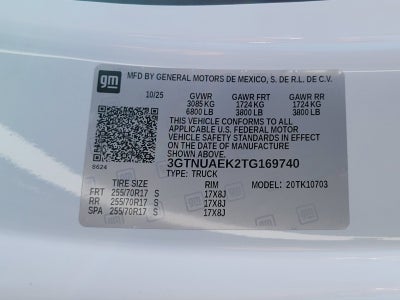 gm MFD BY GENERAL MOTORS DE MEXICO, S. DE R.L. DE C.V.
10/25 GVWR GAWR FRT GAWR RR
3085 KG 1724 KG 1724 KG
6800 LB 3800 LB 3800 LB
THIS VEHICLE CONFORMS TO ALL
APPLICABLE U.S. FEDERAL MOTOR
VEHICLE SAFETY STANDARDS IN EFFECT
ON THE DATE OF MANUFACTURE
SHOWN ABOVE.
3GTNUAEK2TG169740
S624 TYPE: TRUCK
TIRE SIZE RIM MODEL: 20TK10703
FRT 255/70R17 S 17X8J
RR 255/70R17 S 17X8J
SPA 255/70R17 S 17X8J